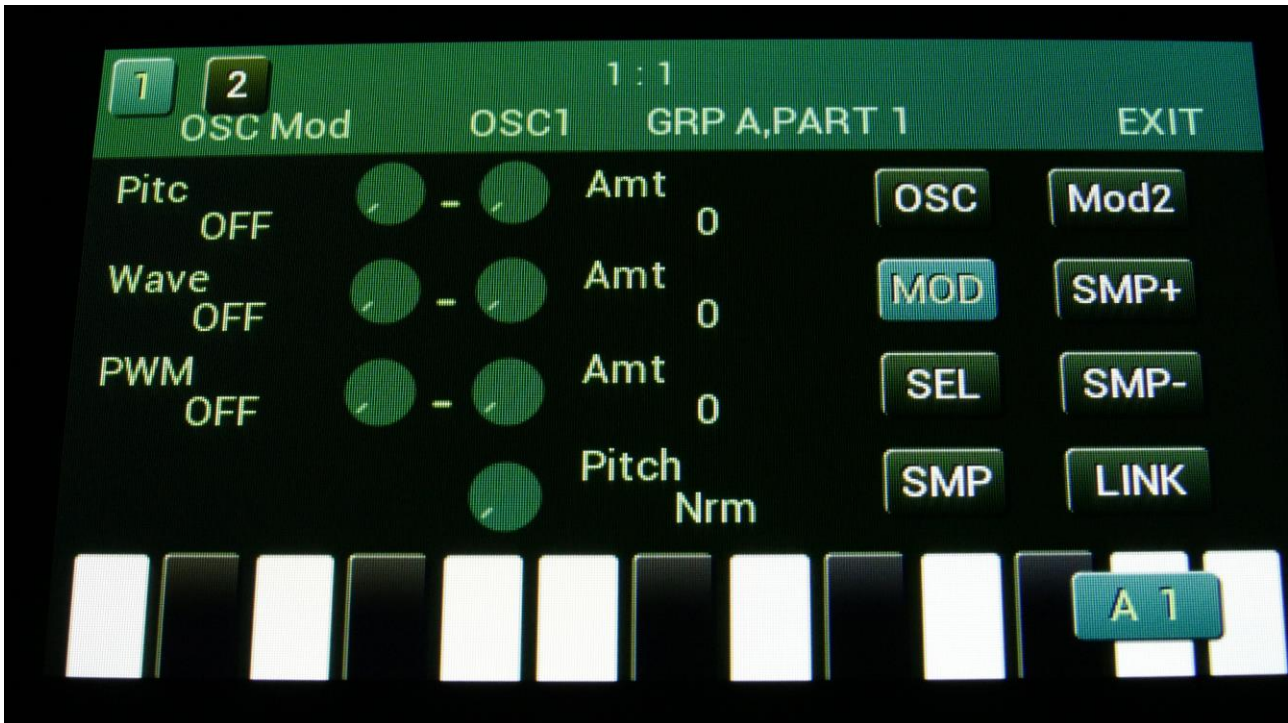 1 2 1 : 1
OSC Mod OSC1 GRP A,PART 1 EXIT
Pitc - Amt OSC Mod2
OFF 0
Wave - Amt MOD SMP+
OFF 0
PWM - Amt SEL SMP-
OFF 0
Pitch SMP LINK
Nrm
A 1